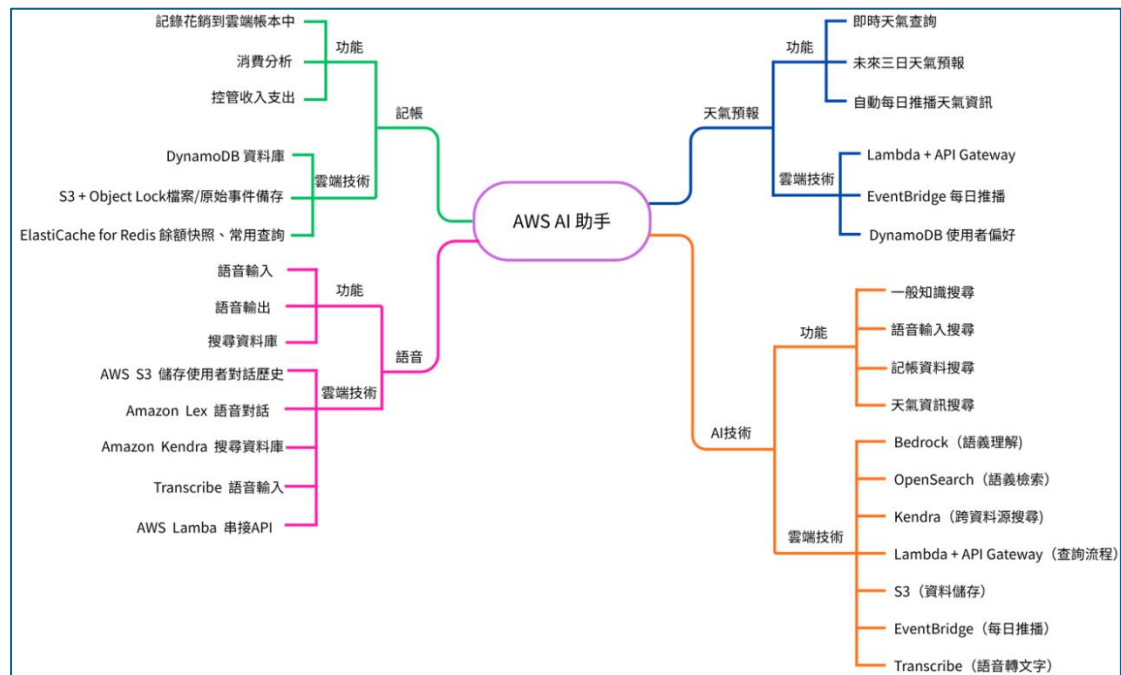 AWS AI 助手
記帳
功能
記錄花銷到雲端帳本中
消費分析
控管收入支出
雲端技術
DynamoDB 資料庫
S3 + Object Lock檔案/原始事件備存
ElastiCache for Redis 餘額快照、常用查詢
語音
功能
語音輸入
語音輸出
搜尋資料庫
雲端技術
AWS S3 儲存使用者對話歷史
Amazon Lex 語音對話
Amazon Kendra 搜尋資料庫
Transcribe 語音輸入
AWS Lamba 串接API
天氣預報
功能
即時天氣查詢
未來三日天氣預報
自動每日推播天氣資訊
雲端技術
Lambda + API Gateway
EventBridge 每日推播
DynamoDB 使用者偏好
AI技術
功能
一般知識搜尋
語音輸入搜尋
記帳資料搜尋
天氣資訊搜尋
雲端技術
Bedrock（語義理解)
OpenSearch（語義檢索）
Kendra（跨資料源搜尋)
Lambda + API Gateway（查詢流程）
S3（資料儲存）
EventBridge（每日推播）
Transcribe（語音轉文字）